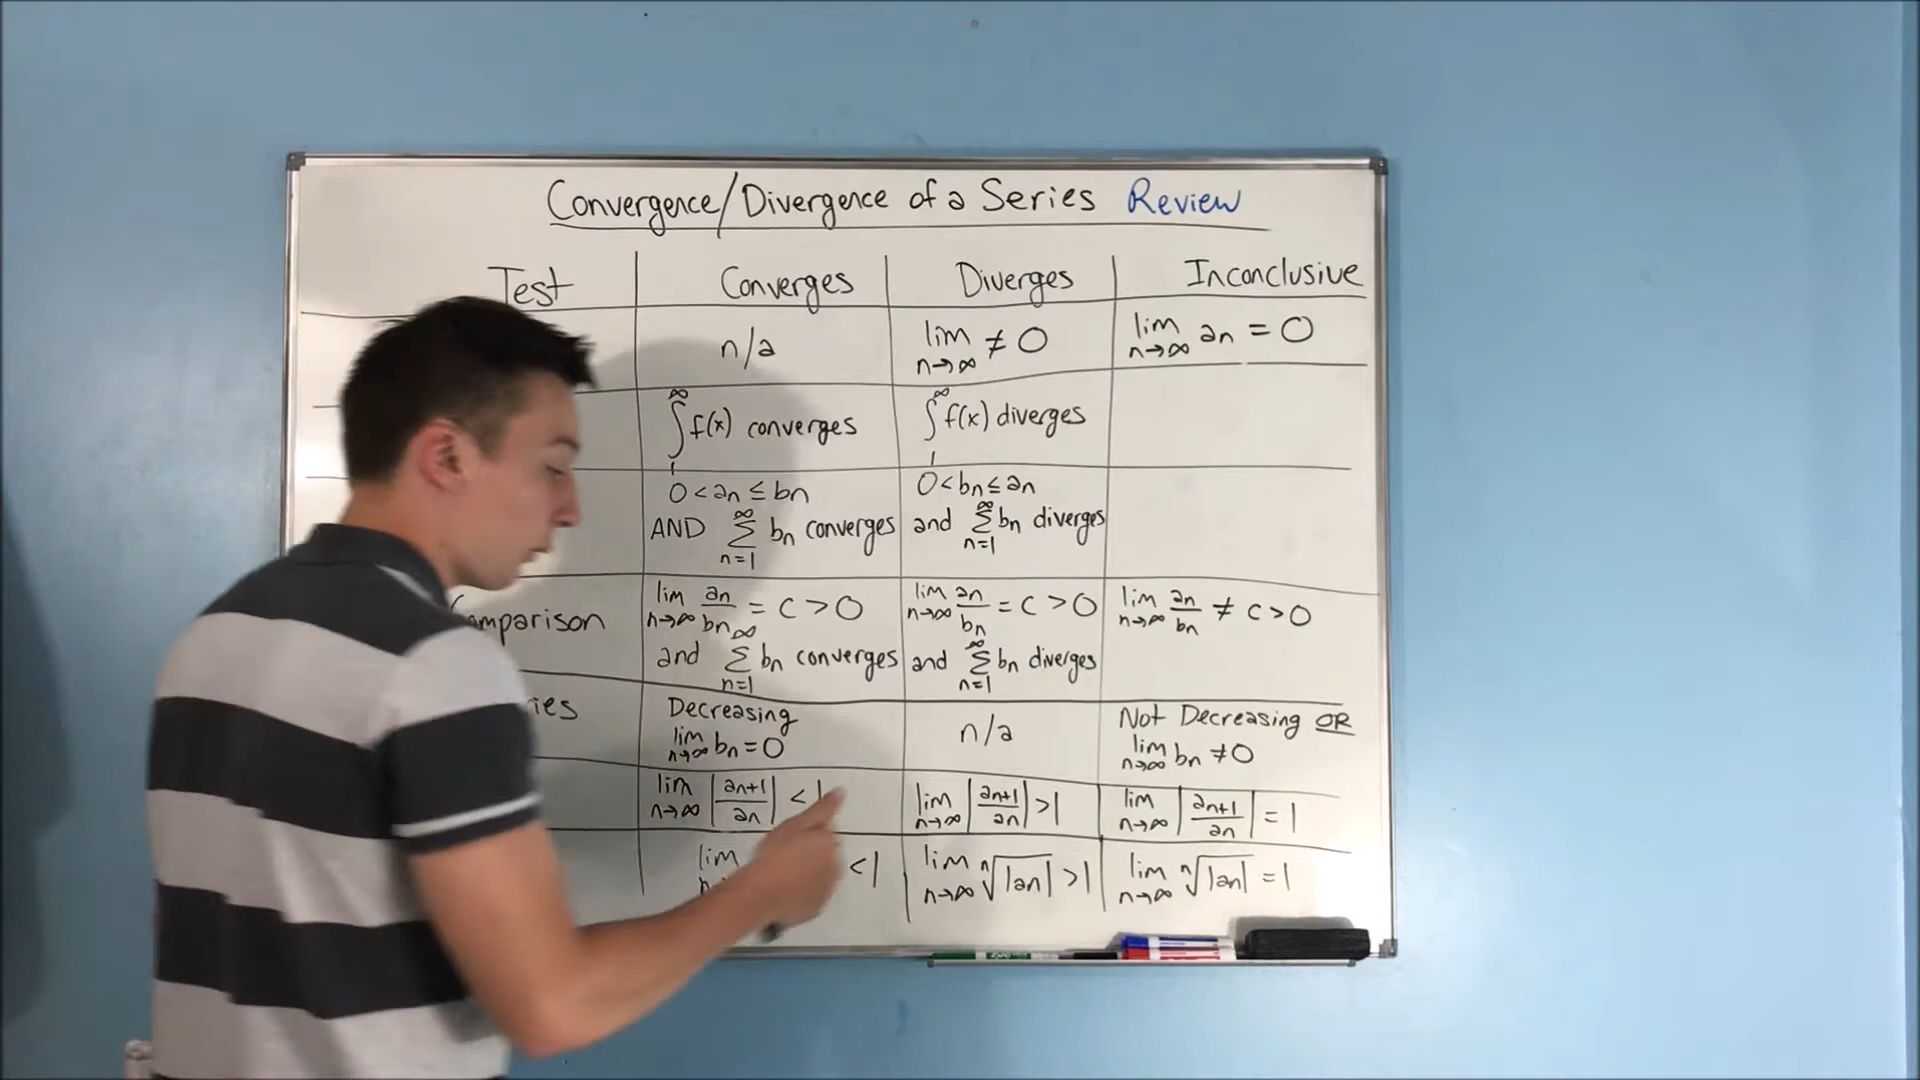 Convergence/Divergence of a Series Review
Test Converges Diverges Inconclusive
n/a lim n→∞ ≠ 0 lim n→∞ an = 0
∫₁^∞ f(x) converges ∫₁^∞ f(x) diverges
0 < an ≤ bn 0 < bn ≤ an
AND ∑ n=1 ∞ bn converges and ∑ n=1 ∞ bn diverges
Comparison lim n→∞ an/bn = c > 0 lim n→∞ an/bn = c > 0 lim n→∞ an/bn ≠ c > 0
and ∑ n=1 ∞ bn converges and ∑ n=1 ∞ bn diverges
Decreasing n/a Not Decreasing OR
lim n→∞ bn = 0 lim n→∞ bn ≠ 0
lim n→∞ |an+1/an| < 1 lim n→∞ |an+1/an| > 1 lim n→∞ |an+1/an| = 1
lim < 1 lim n→∞ ⁿ√|an| > 1 lim n→∞ ⁿ√|an| = 1